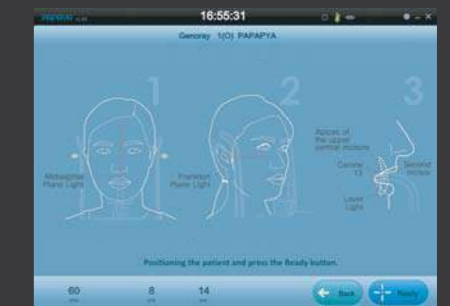 16:55:31
Genoray 1(O) PAPAPYA
1
2
3
Midsagittal
Plane Light
Frankfurt
Plane Light
Apices of
the upper
central incisors
Canine
13
Second
incisor
Laser
Light
Positioning the patient and press the Ready button.
60
8
14
Back
Ready